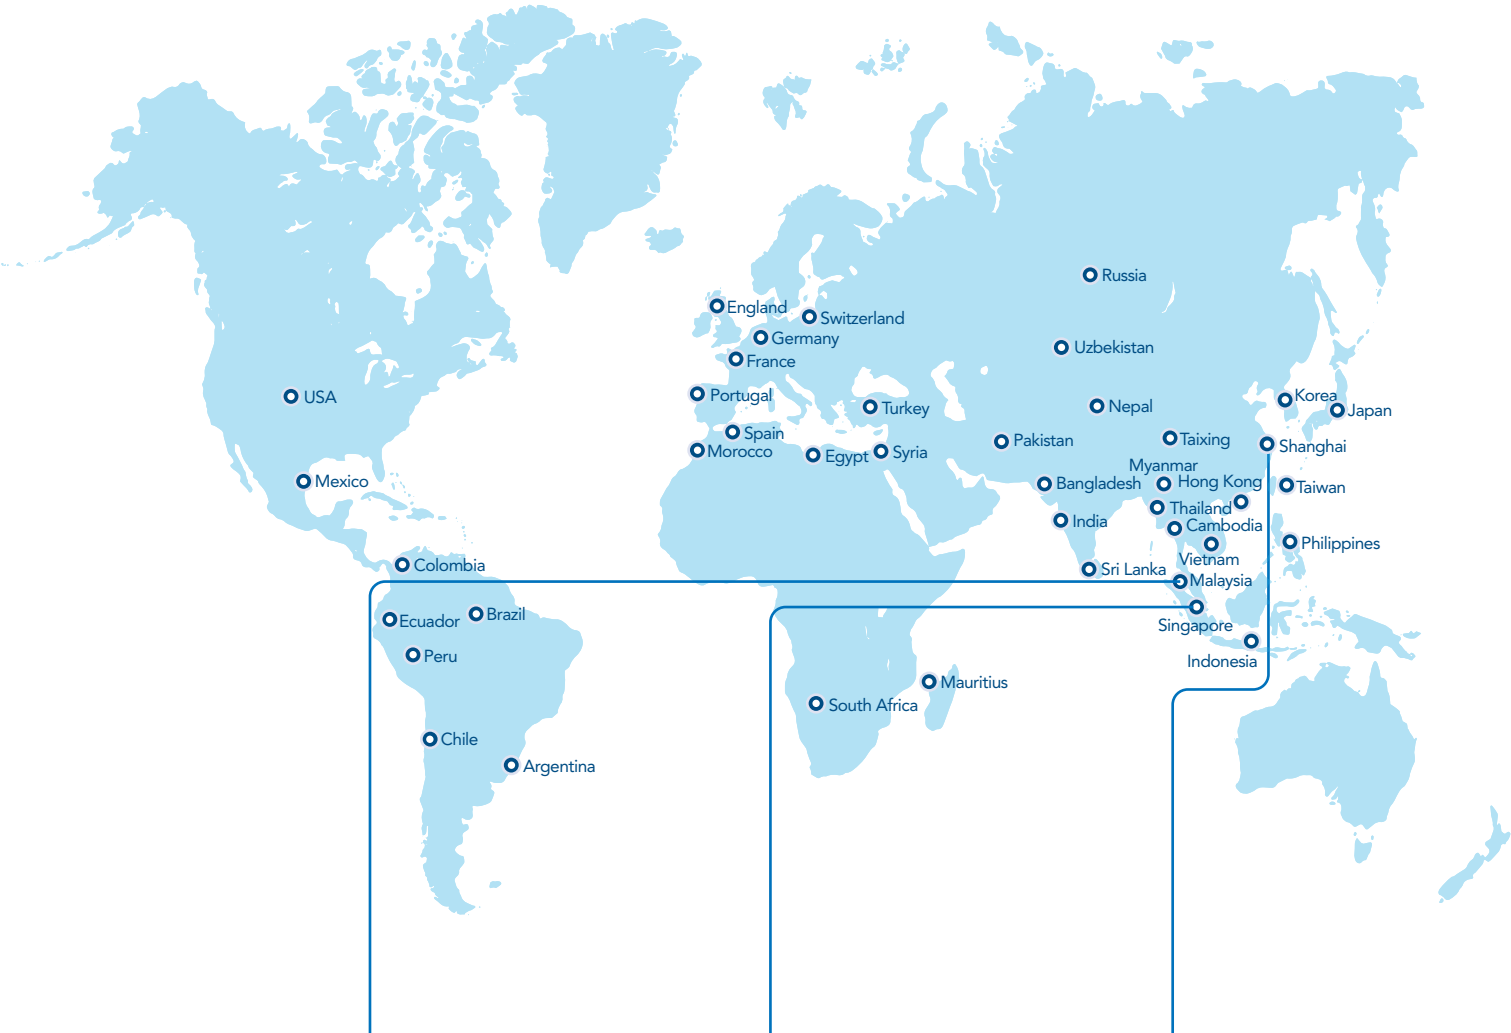 Russia
England
Switzerland
Germany
Uzbekistan
France
USA
Portugal
Korea
Nepal
Turkey
Japan
Spain
Taixing
Pakistan
Shanghai
Morocco
Egypt
Syria
Myanmar
Mexico
Bangladesh
Hong Kong
Taiwan
Thailand
India
Cambodia
Philippines
Vietnam
Colombia
Sri Lanka
Malaysia
Brazil
Ecuador
Singapore
Peru
Indonesia
Mauritius
South Africa
Chile
Argentina